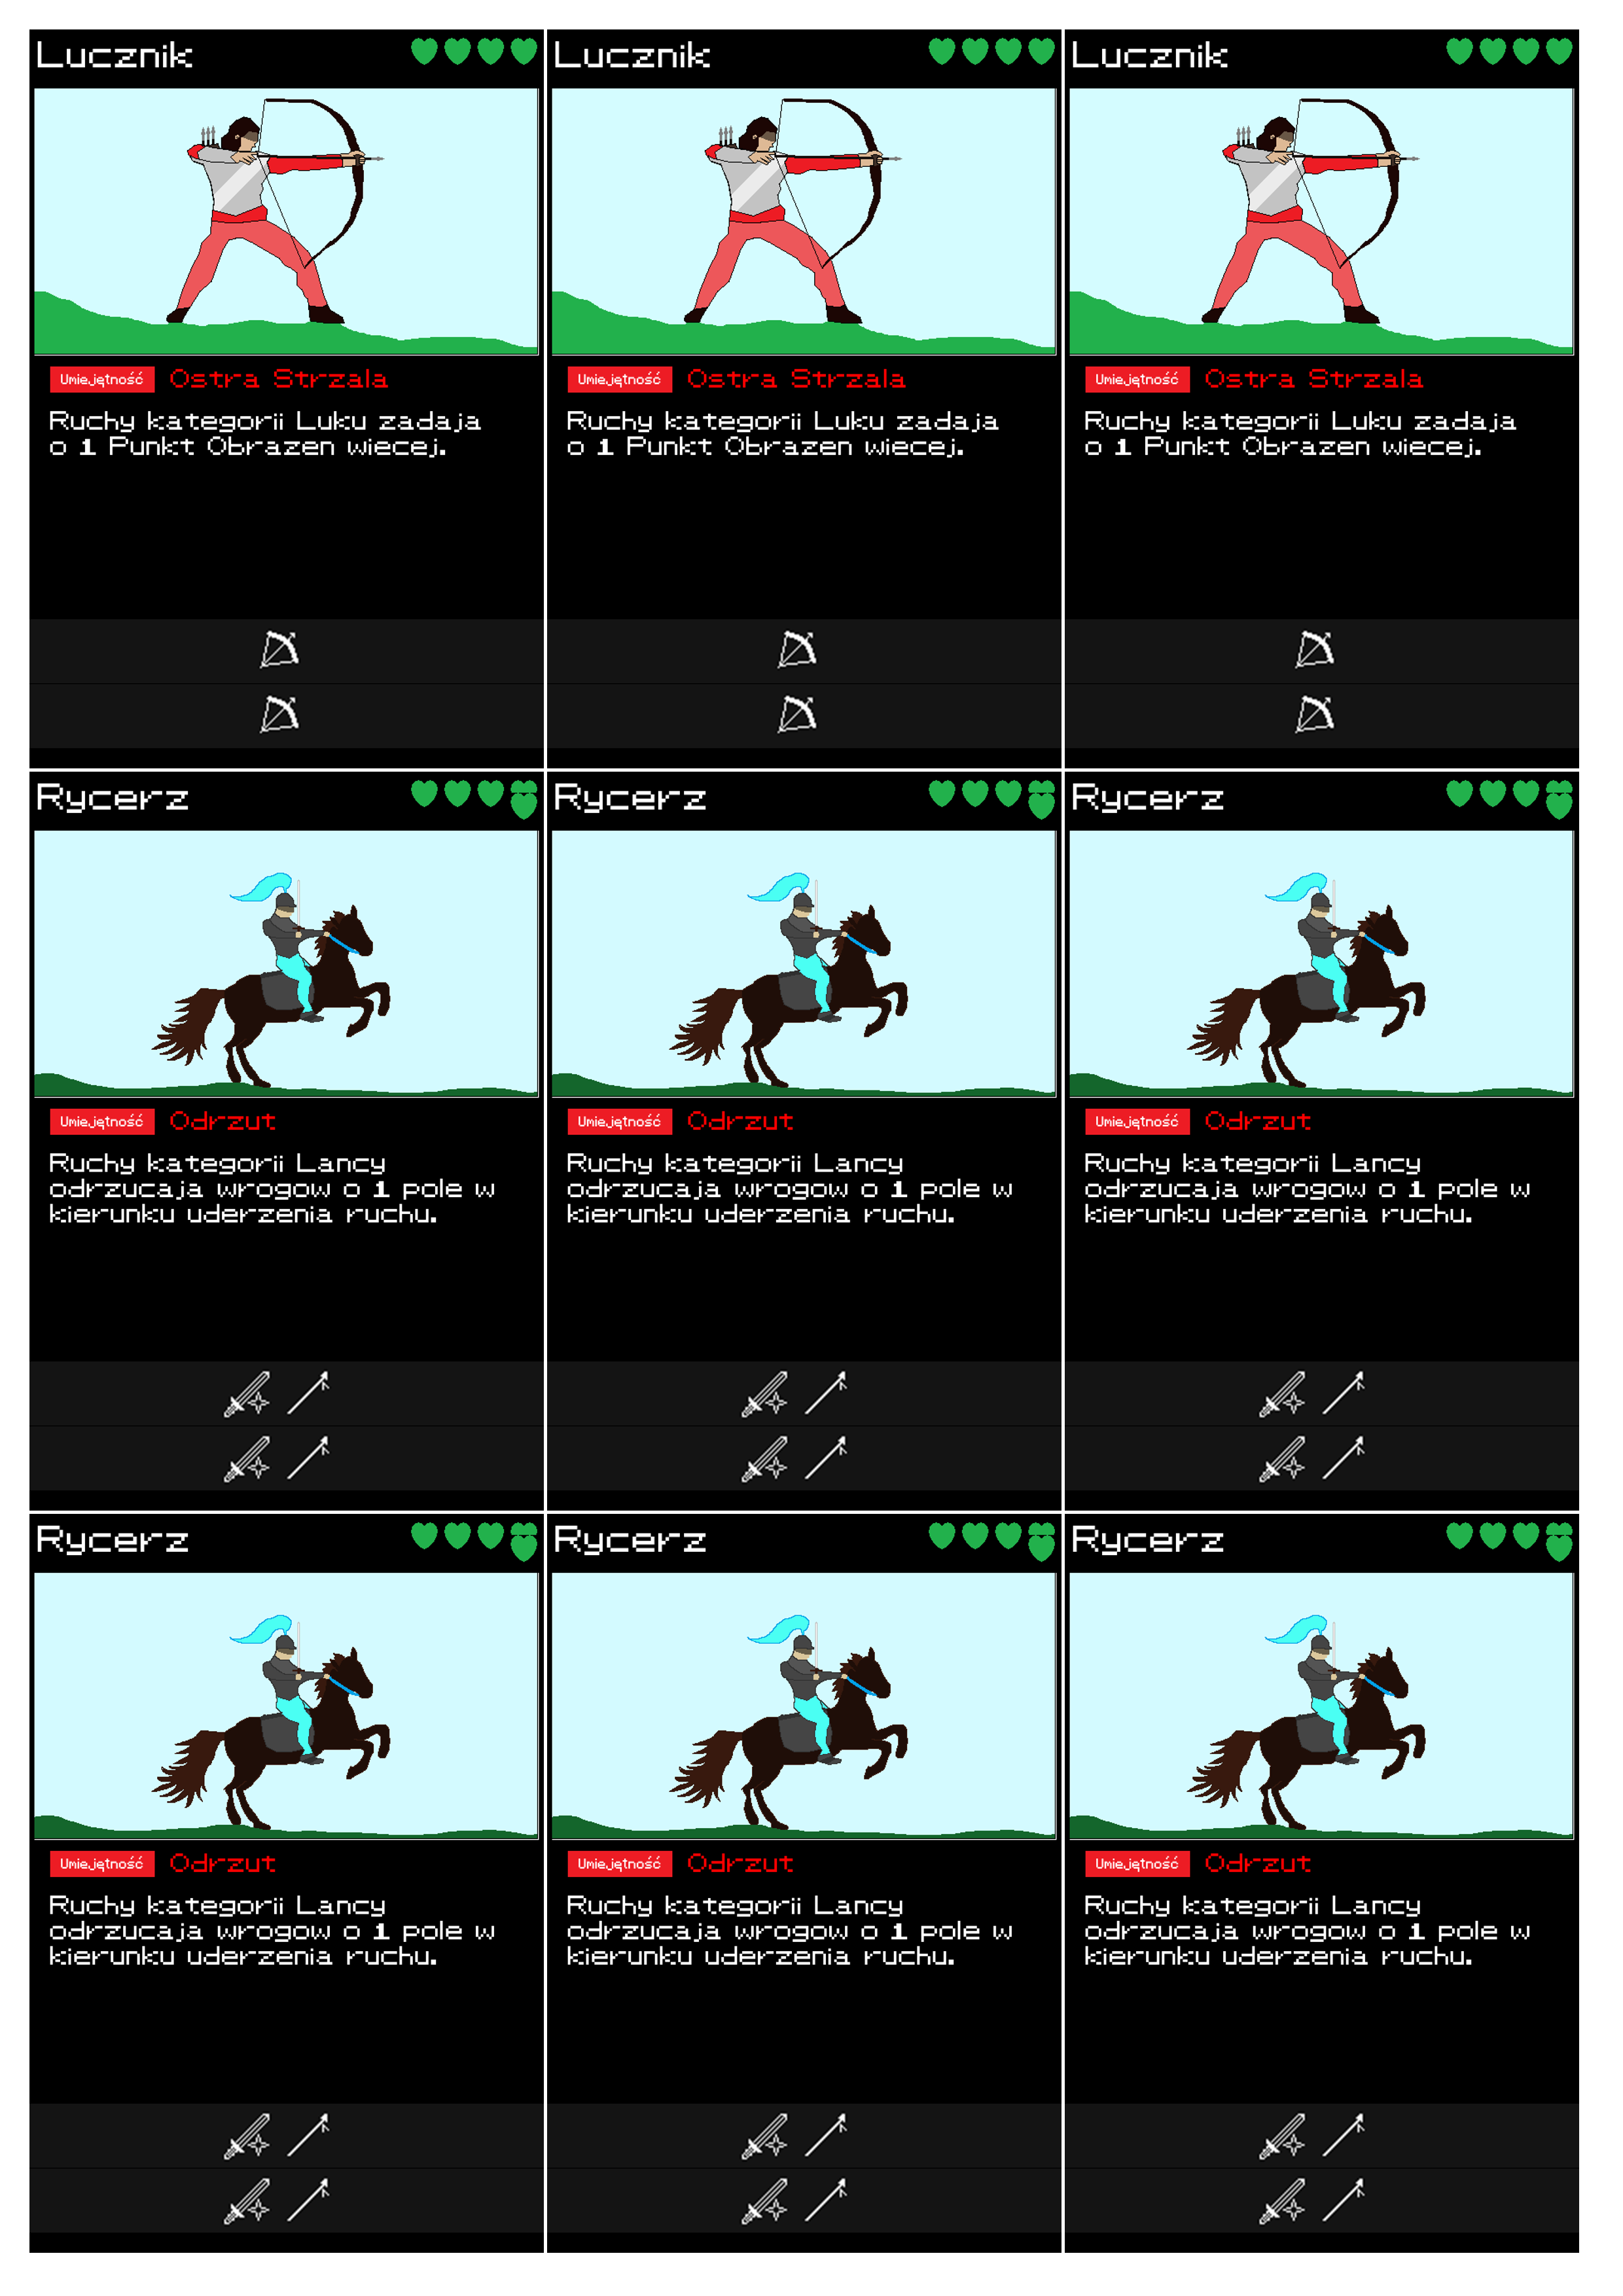 Lucznik
Lucznik
Lucznik
Umiejętność Ostra Strzala
Umiejętność Ostra Strzala
Umiejętność Ostra Strzala
Ruchy kategorii Luku zadaja
o 1 Punkt Obrazen wiecej.
Ruchy kategorii Luku zadaja
o 1 Punkt Obrazen wiecej.
Ruchy kategorii Luku zadaja
o 1 Punkt Obrazen wiecej.
Rycerz
Rycerz
Rycerz
Umiejętność Odrzut
Umiejętność Odrzut
Umiejętność Odrzut
Ruchy kategorii Lancy
odrzucaja wrogow o 1 pole w
kierunku uderzenia ruchu.
Ruchy kategorii Lancy
odrzucaja wrogow o 1 pole w
kierunku uderzenia ruchu.
Ruchy kategorii Lancy
odrzucaja wrogow o 1 pole w
kierunku uderzenia ruchu.
Rycerz
Rycerz
Rycerz
Umiejętność Odrzut
Umiejętność Odrzut
Umiejętność Odrzut
Ruchy kategorii Lancy
odrzucaja wrogow o 1 pole w
kierunku uderzenia ruchu.
Ruchy kategorii Lancy
odrzucaja wrogow o 1 pole w
kierunku uderzenia ruchu.
Ruchy kategorii Lancy
odrzucaja wrogow o 1 pole w
kierunku uderzenia ruchu.